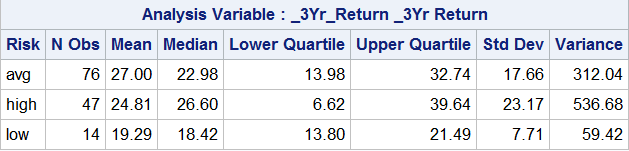 Analysis Variable : _3Yr_Return _3Yr Return
Risk N Obs Mean Median Lower Quartile Upper Quartile Std Dev Variance
avg 76 27.00 22.98 13.98 32.74 17.66 312.04
high 47 24.81 26.60 6.62 39.64 23.17 536.68
low 14 19.29 18.42 13.80 21.49 7.71 59.42